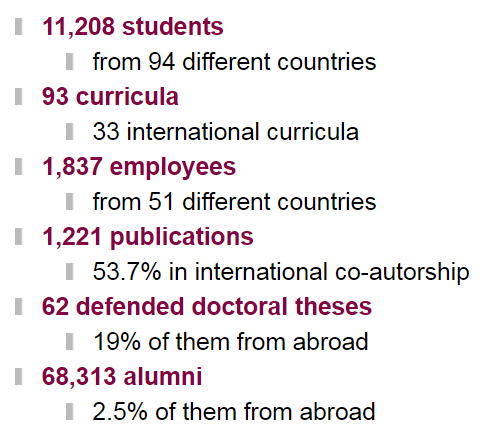 11,208 students
from 94 different countries
93 curricula
33 international curricula
1,837 employees
from 51 different countries
1,221 publications
53.7% in international co-autorship
62 defended doctoral theses
19% of them from abroad
68,313 alumni
2.5% of them from abroad